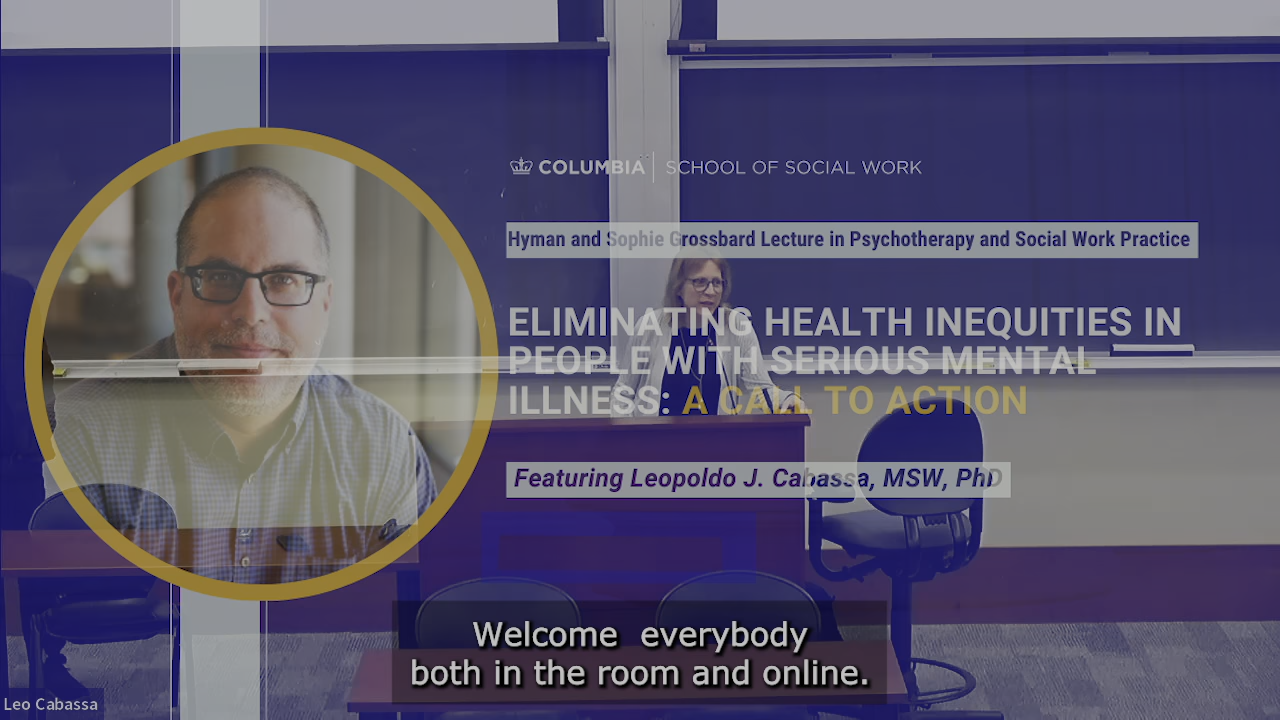 COLUMBIA | SCHOOL OF SOCIAL WORK
Hyman and Sophie Grossbard Lecture in Psychotherapy and Social Work Practice
ELIMINATING HEALTH INEQUITIES IN
PEOPLE WITH SERIOUS MENTAL
ILLNESS: A CALL TO ACTION
Featuring Leopoldo J. Cabassa, MSW, PhD
Welcome everybody
both in the room and online.
Leo Cabassa